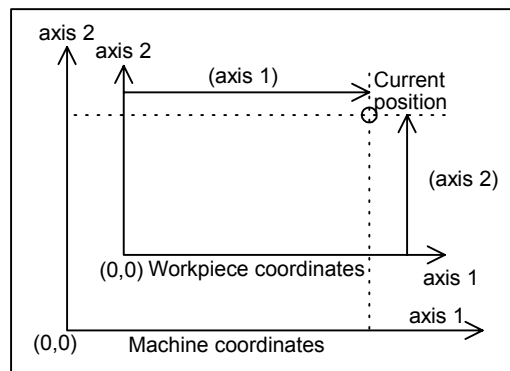 axis 2
axis 2
(axis 1)
Current
position
(axis 2)
(0,0) Workpiece coordinates
axis 1
axis 1
(0,0)
Machine coordinates